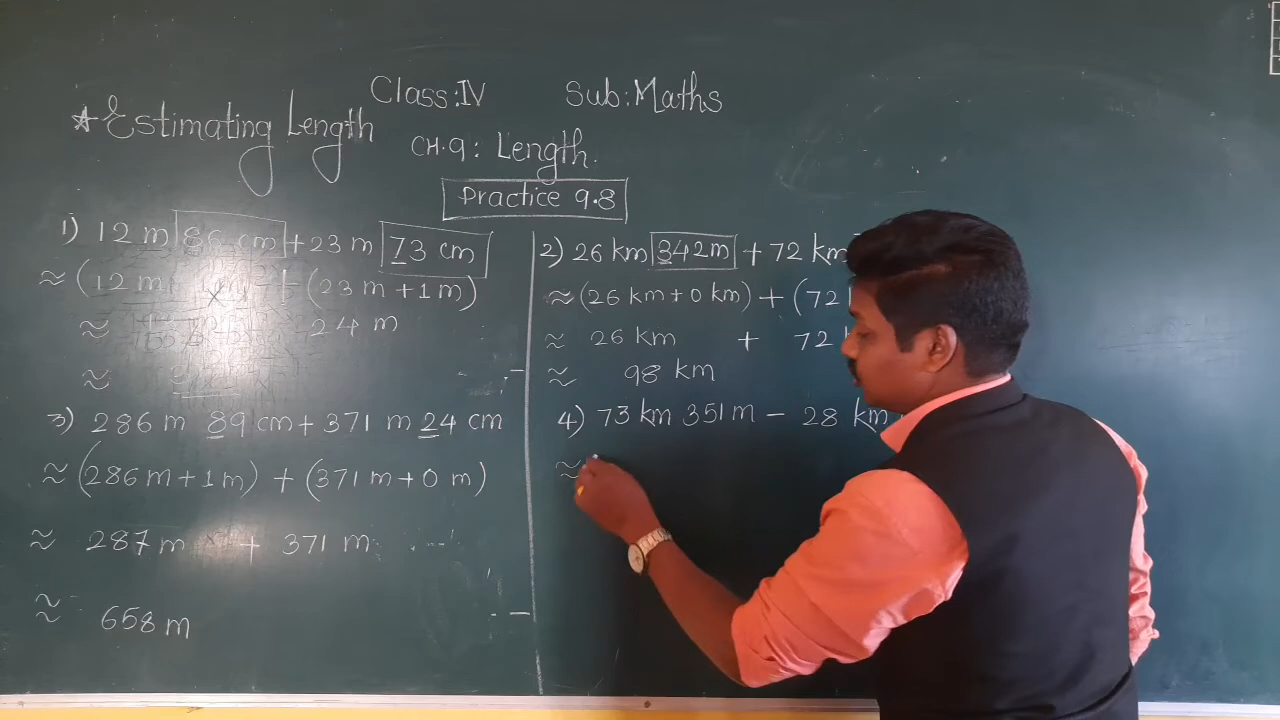 Class:IV Sub:Maths
* Estimating Length
CH.9: Length.
Practice 9.8
1) 12 m 86 cm + 23 m 73 cm
≈ (12 m + (23 m + 1 m)
≈ 24 m
≈
3) 286 m 89 cm + 371 m 24 cm
≈ (286 m + 1 m) + (371 m + 0 m)
≈ 287 m + 371 m
≈ 658 m
2) 26 km 342 m + 72 km
≈ (26 km + 0 km) + (72
≈ 26 km + 72
≈ 98 km
4) 73 km 351 m - 28 km
≈